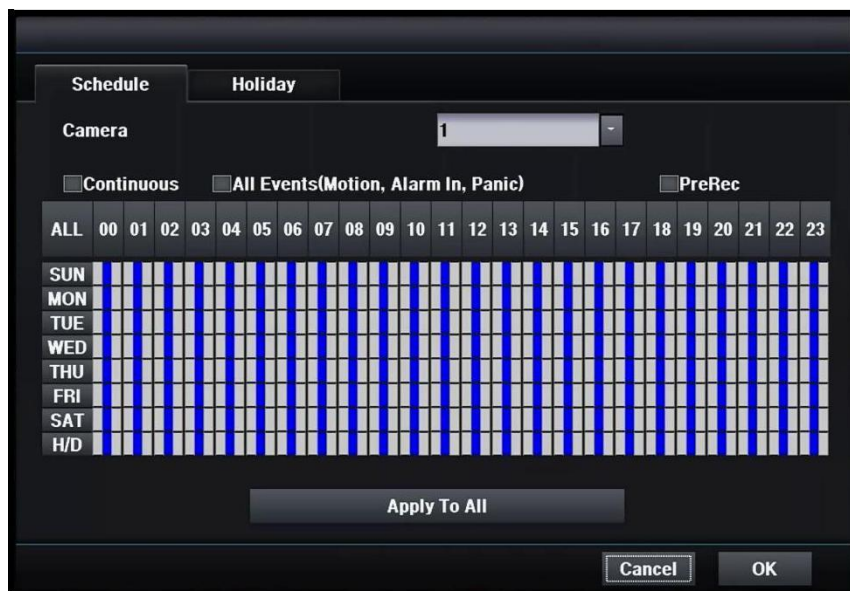 Schedule Holiday
Camera 1
Continuous All Events(Motion, Alarm In, Panic) PreRec
ALL 00 01 02 03 04 05 06 07 08 09 10 11 12 13 14 15 16 17 18 19 20 21 22 23
SUN
MON
TUE
WED
THU
FRI
SAT
H/D
Apply To All
Cancel OK